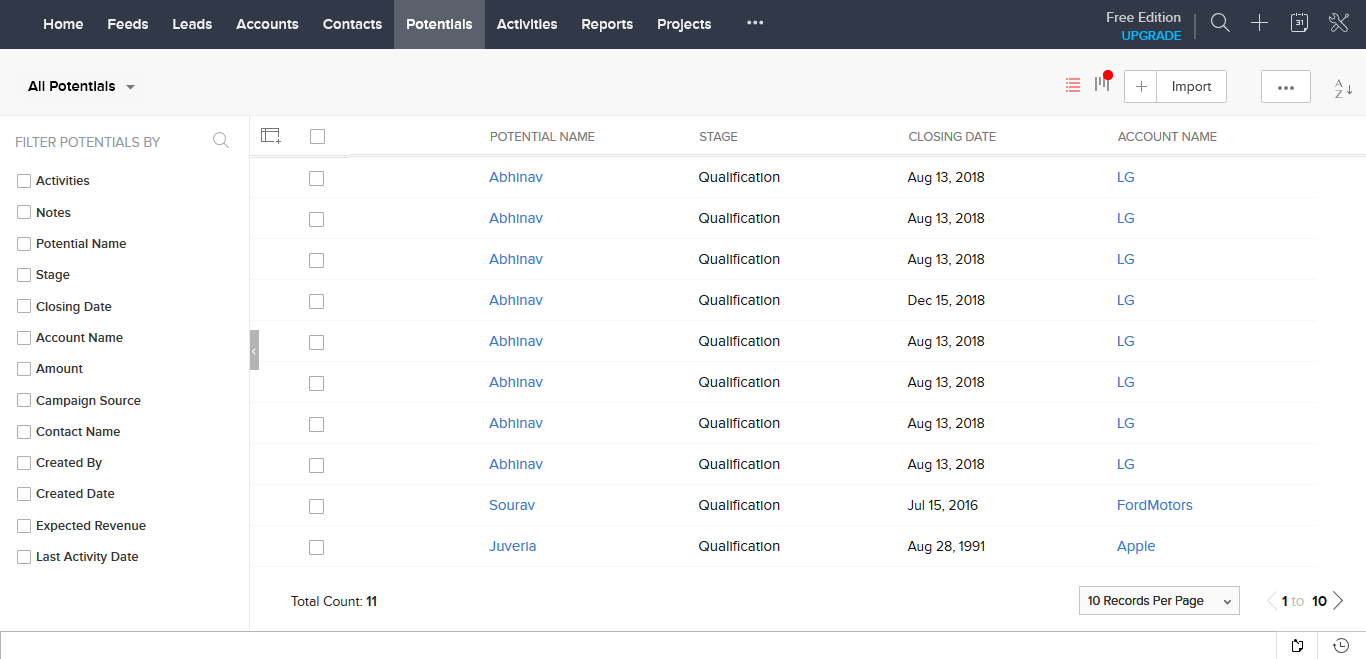 Home Feeds Leads Accounts Contacts Potentials Activities Reports Projects ••• Free Edition
UPGRADE
31
All Potentials
Import
•••
A
Z
FILTER POTENTIALS BY
POTENTIAL NAME STAGE CLOSING DATE ACCOUNT NAME
Activities
Notes
Potential Name
Stage
Closing Date
Account Name
Amount
Campaign Source
Contact Name
Created By
Created Date
Expected Revenue
Last Activity Date
Abhinav Qualification Aug 13, 2018 LG
Abhinav Qualification Aug 13, 2018 LG
Abhinav Qualification Aug 13, 2018 LG
Abhinav Qualification Dec 15, 2018 LG
Abhinav Qualification Aug 13, 2018 LG
Abhinav Qualification Aug 13, 2018 LG
Abhinav Qualification Aug 13, 2018 LG
Abhinav Qualification Aug 13, 2018 LG
Sourav Qualification Jul 15, 2016 FordMotors
Juveria Qualification Aug 28, 1991 Apple
Total Count: 11 10 Records Per Page 1 to 10